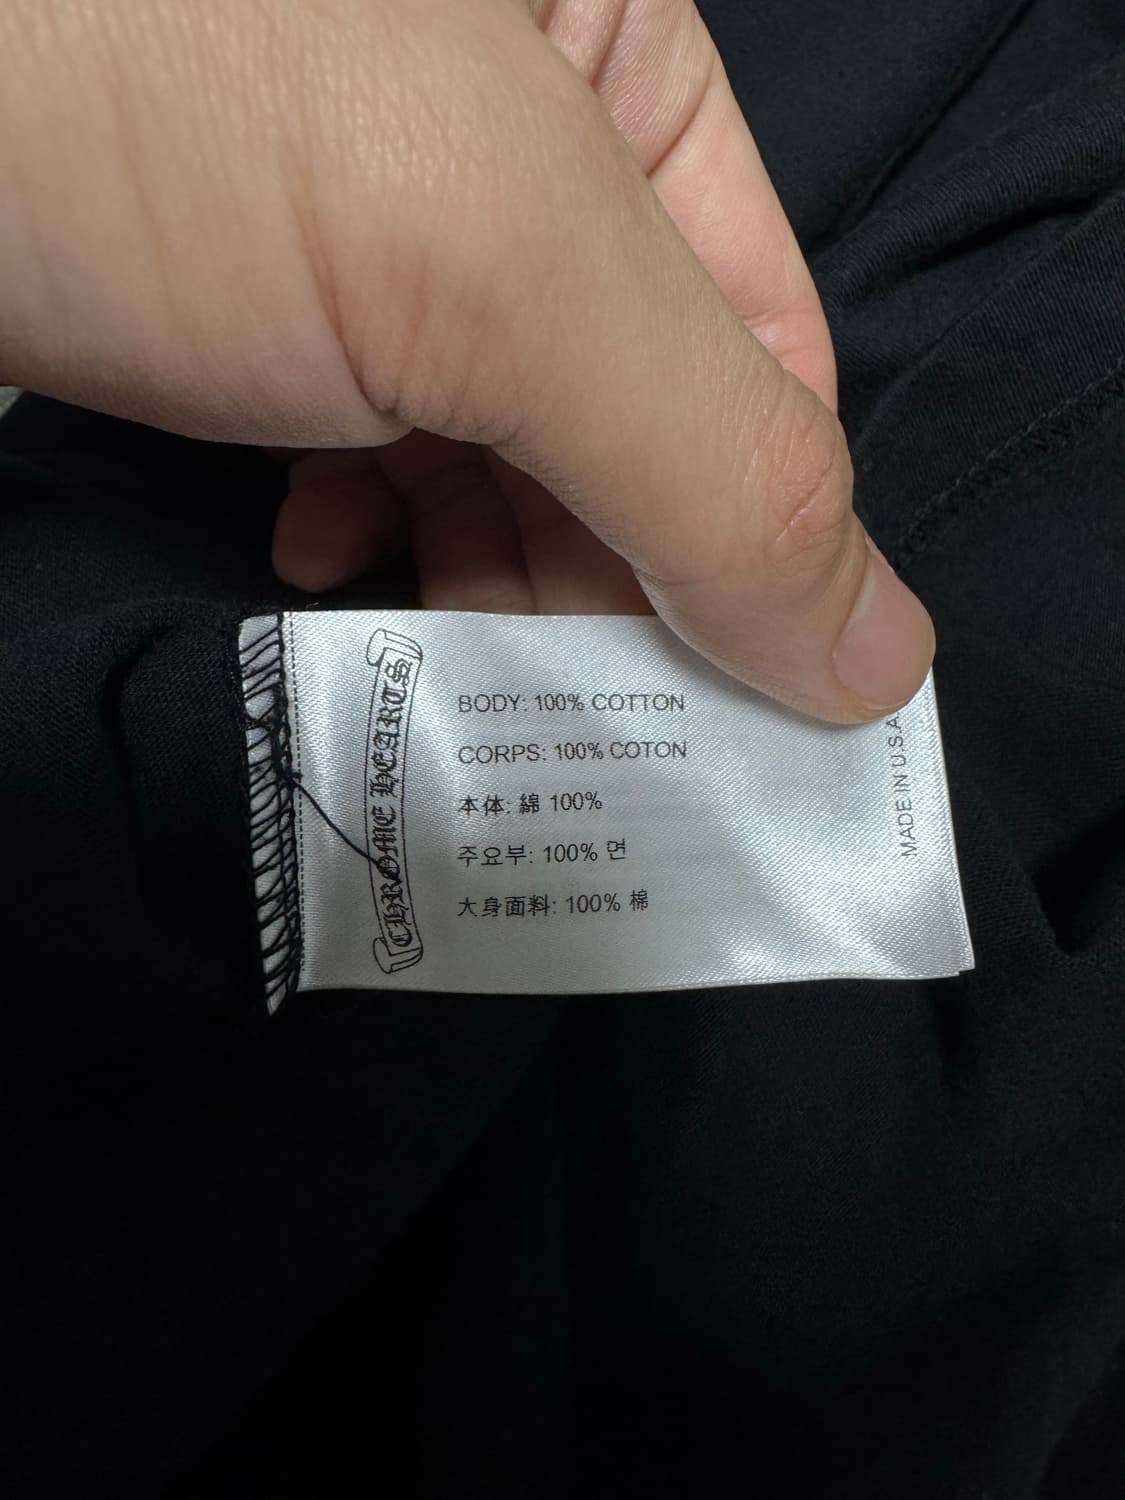 CHROME HEARTS
BODY: 100% COTTON
CORPS: 100% COTON
本体: 綿 100%
주요부: 100% 면
大身面料: 100% 棉
MADE IN U.S.A